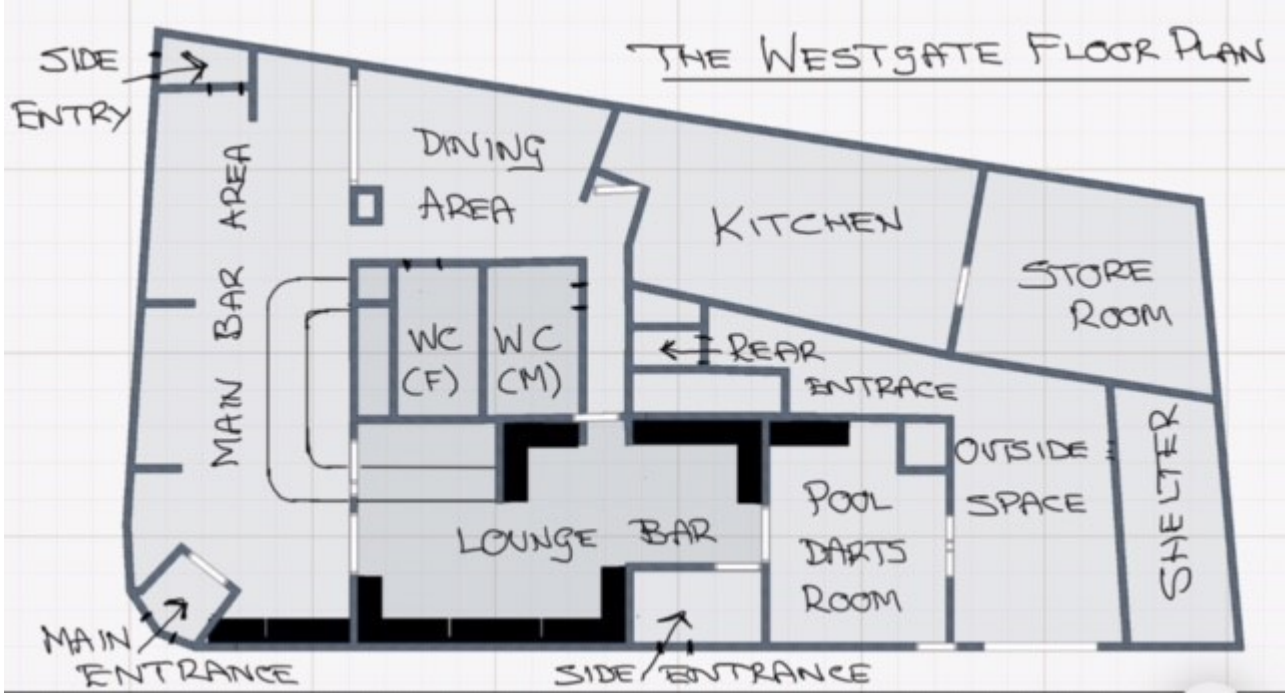 THE WESTGATE FLOOR PLAN
SIDE
ENTRY
DINING
AREA
MAIN BAR AREA
KITCHEN
STORE
ROOM
WC
(F)
WC
(M)
REAR
ENTRACE
OUTSIDE
SPACE
SHELTER
LOUNGE BAR
POOL
DARTS
ROOM
MAIN
ENTRANCE
SIDE ENTRANCE